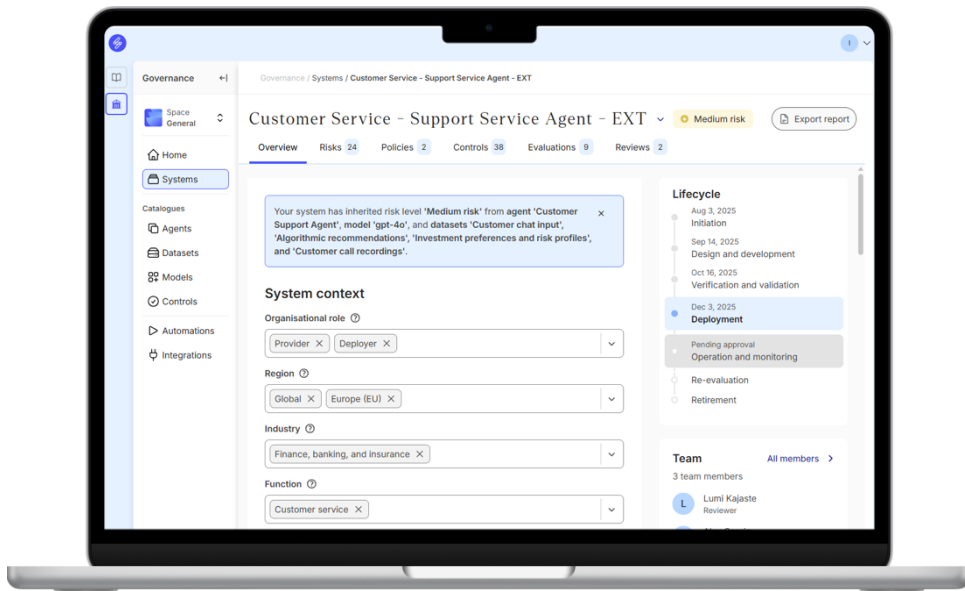 I
Governance
Space
General
Home
Systems
Catalogues
Agents
Datasets
Models
Controls
Automations
Integrations
Governance / Systems / Customer Service - Support Service Agent - EXT
Customer Service - Support Service Agent - EXT
Medium risk
Export report
Overview Risks 24 Policies 2 Controls 38 Evaluations 9 Reviews 2
Your system has inherited risk level 'Medium risk' from agent 'Customer
Support Agent', model 'gpt-4o', and datasets 'Customer chat input',
'Algorithmic recommendations', 'Investment preferences and risk profiles',
and 'Customer call recordings'.
System context
Organisational role
Provider Deployer
Region
Global Europe (EU)
Industry
Finance, banking, and insurance
Function
Customer service
Lifecycle
Aug 3, 2025
Initiation
Sep 14, 2025
Design and development
Oct 16, 2025
Verification and validation
Dec 3, 2025
Deployment
Pending approval
Operation and monitoring
Re-evaluation
Retirement
Team All members
3 team members
L
Lumi Kajaste
Reviewer